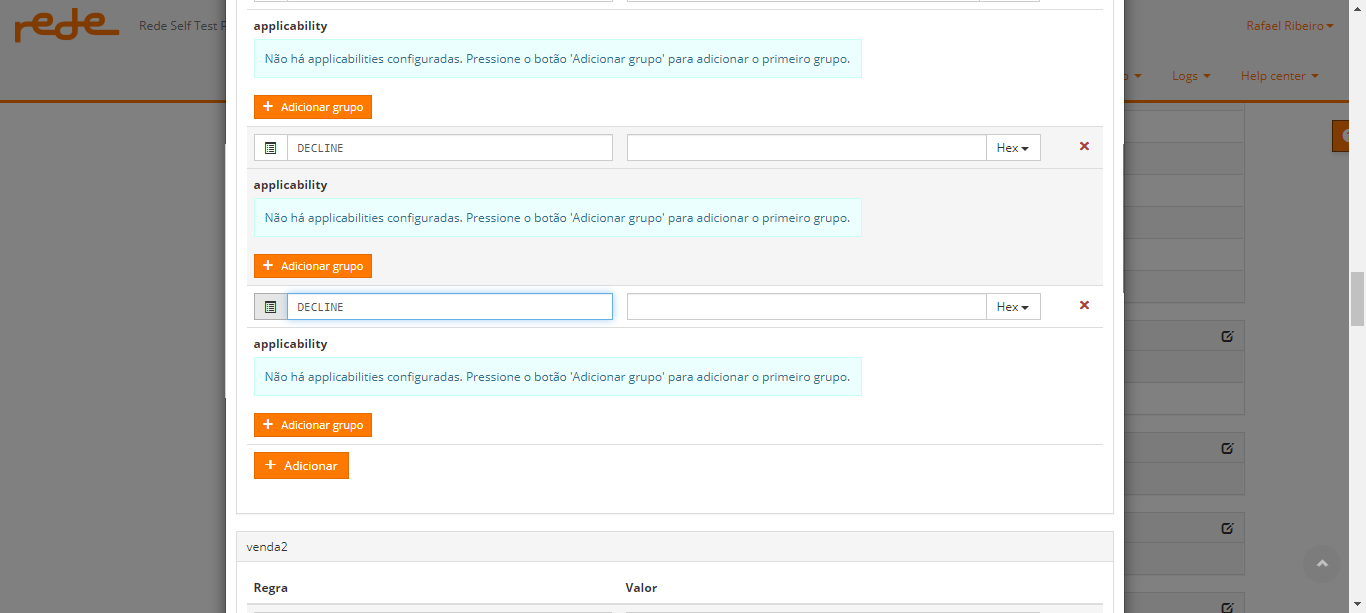 rede
Rede Self Test P
Rafael Ribeiro
Logs
Help center
applicability
Não há applicabilities configuradas. Pressione o botão 'Adicionar grupo' para adicionar o primeiro grupo.
+ Adicionar grupo
DECLINE
Hex
applicability
Não há applicabilities configuradas. Pressione o botão 'Adicionar grupo' para adicionar o primeiro grupo.
+ Adicionar grupo
DECLINE
Hex
applicability
Não há applicabilities configuradas. Pressione o botão 'Adicionar grupo' para adicionar o primeiro grupo.
+ Adicionar grupo
+ Adicionar
venda2
Regra Valor